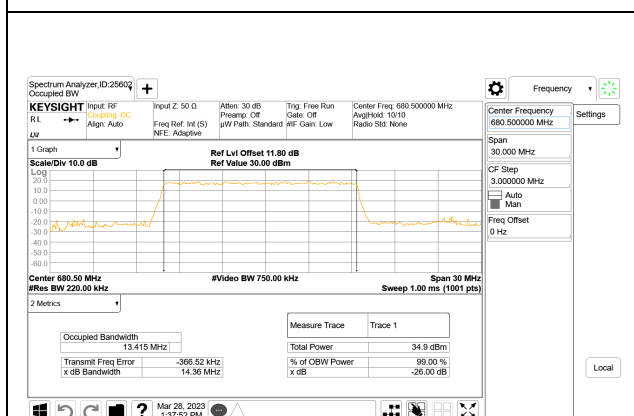 Spectrum Analyzer,ID:25602
Occupied BW
Frequency
KEYSIGHT
RL
LXI
Input: RF
Coupling: DC
Align: Auto
Input Z: 50 Ω
Freq Ref: Int (S)
NFE: Adaptive
Atten: 30 dB
Preamp: Off
µW Path: Standard
Trig: Free Run
Gate: Off
#IF Gain: Low
Center Freq: 680.500000 MHz
Avg|Hold: 10/10
Radio Std: None
Center Frequency
680.500000 MHz
Settings
Span
30.000 MHz
CF Step
3.000000 MHz
Auto
Man
Freq Offset
0 Hz
1 Graph
Scale/Div 10.0 dB
Ref Lvl Offset 11.80 dB
Ref Value 30.00 dBm
Log
20.0
10.0
0.00
-10.0
-20.0
-30.0
-40.0
-50.0
-60.0
Center 680.50 MHz
#Video BW 750.00 kHz
Span 30 MHz
#Res BW 220.00 kHz
Sweep 1.00 ms (1001 pts)
2 Metrics
Measure Trace
Trace 1
Occupied Bandwidth
13.415 MHz
Total Power
34.9 dBm
Transmit Freq Error
-366.52 kHz
% of OBW Power
99.00 %
x dB Bandwidth
14.36 MHz
x dB
-26.00 dB
Local
?
Mar 28, 2023
1:37:52 PM